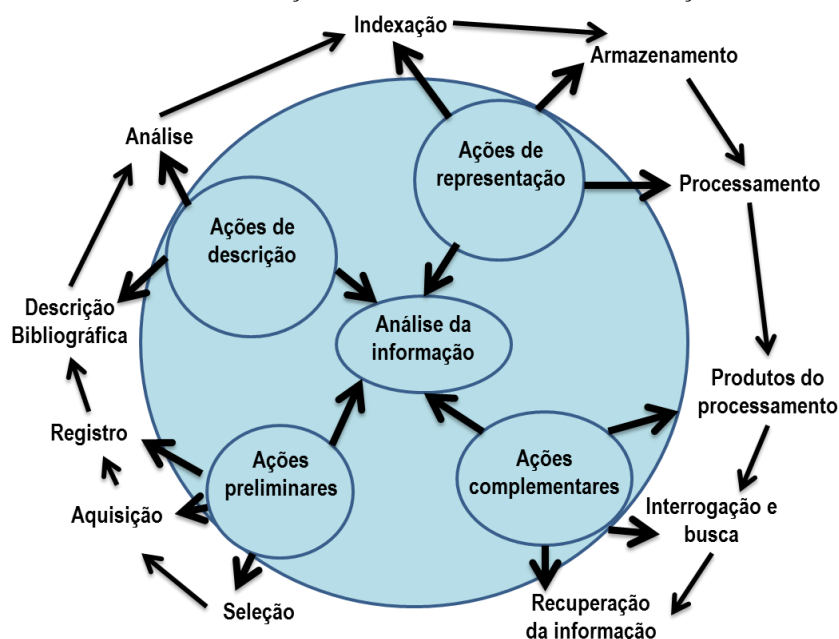 Indexação
Armazenamento
Análise
Ações de
representação
Processamento
Ações de
descrição
Descrição
Bibliográfica
Análise da
informação
Produtos do
processamento
Registro
Ações
preliminares
Ações
complementares
Aquisição
Interrogação e
busca
Seleção
Recuperação
da informação